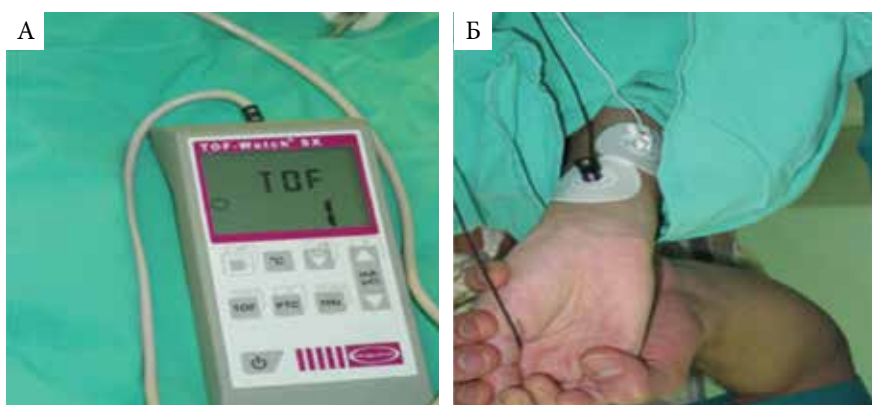 А
Б
TOF-Watch® SX
TOF
1
°C
TOF PTC